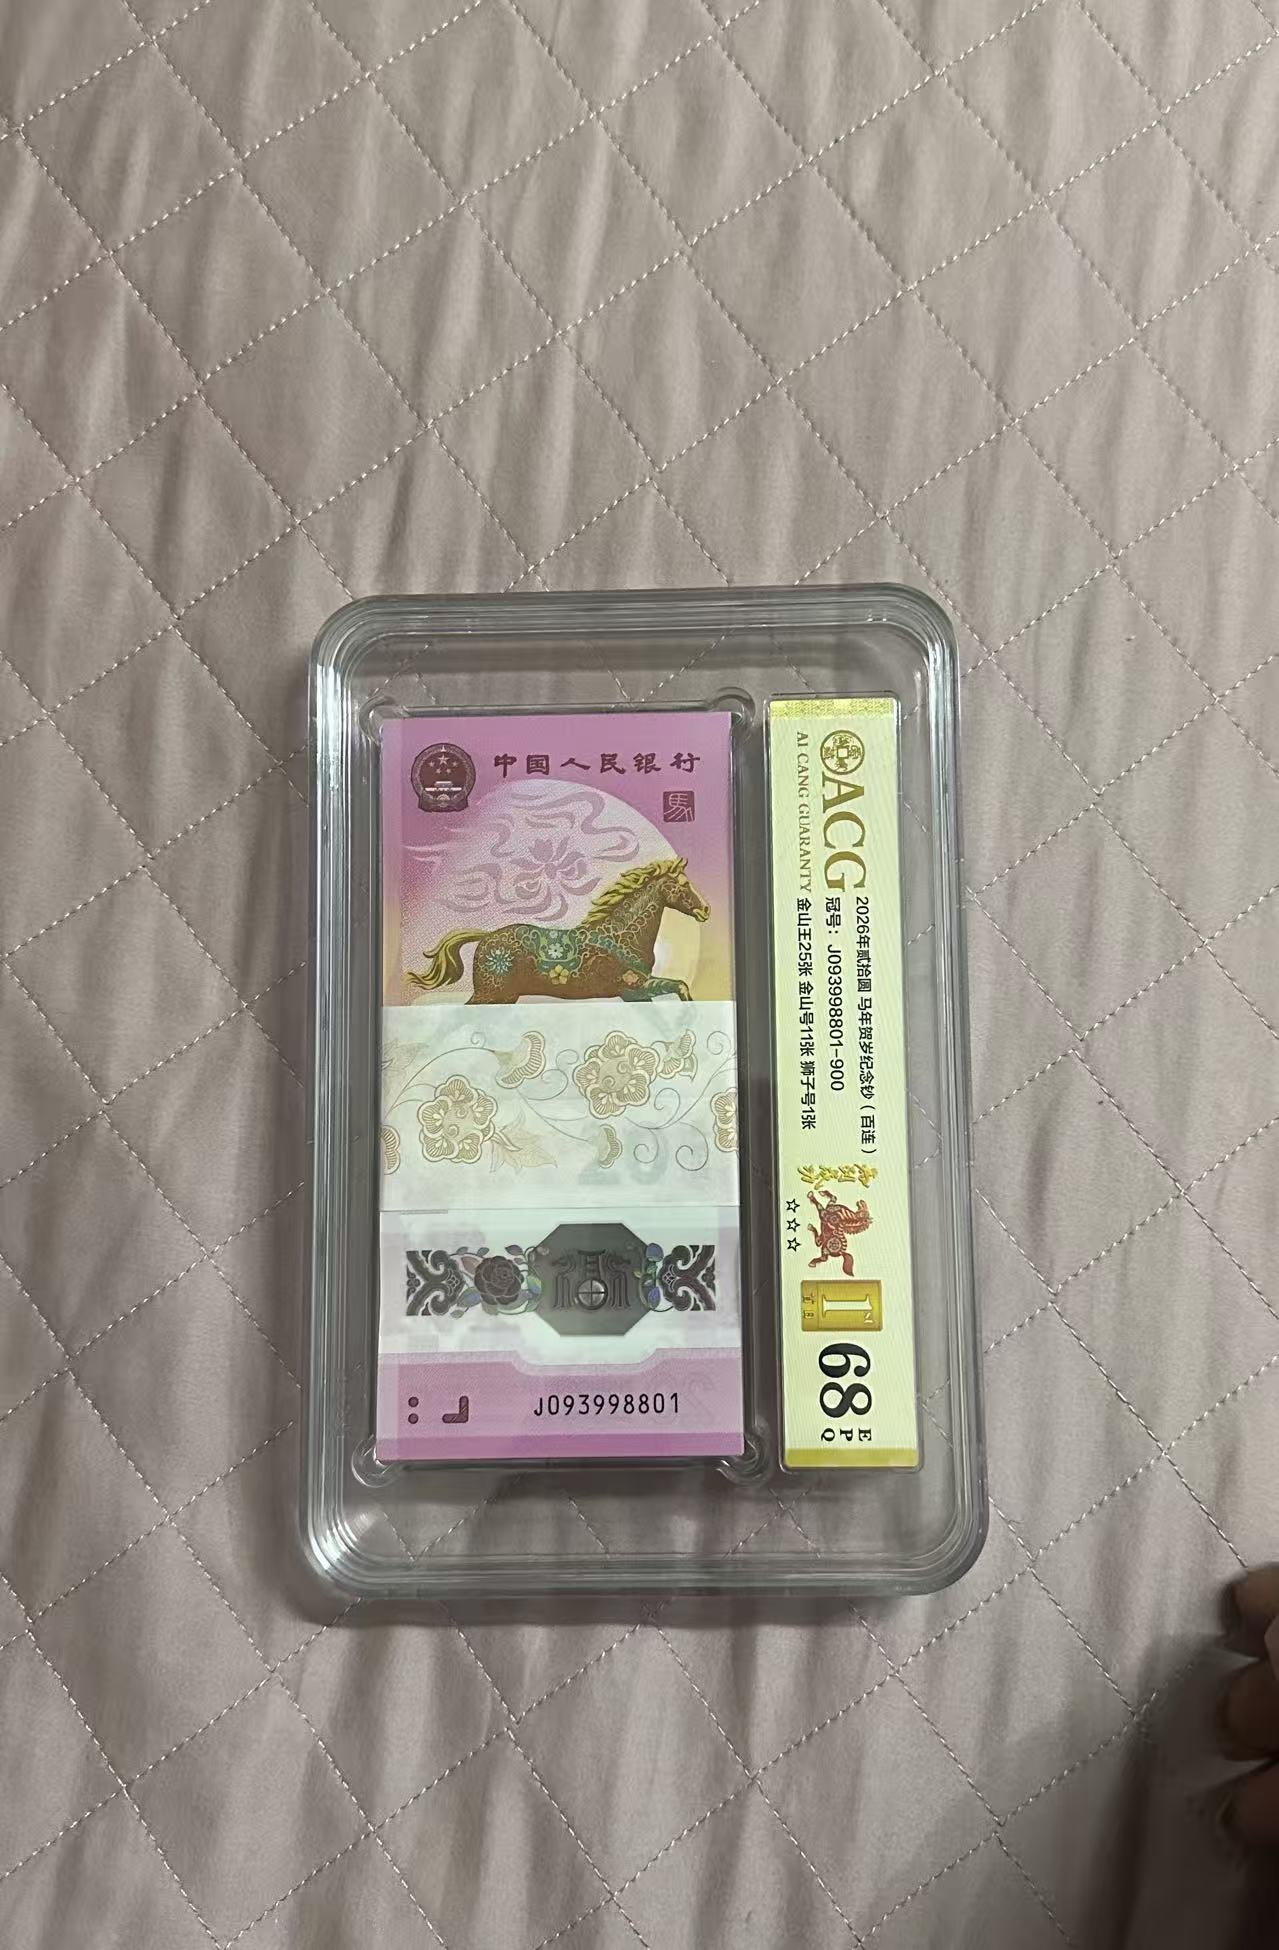 中国人民银行
馬
J093998801
ACG
AI CANG GUARANTY
2026年贰拾圆 马年贺岁纪念钞（百连）
冠号：J093998801-900
金山王25张 金山号11张 狮子号1张
☆☆☆
1
68
E
P
Q